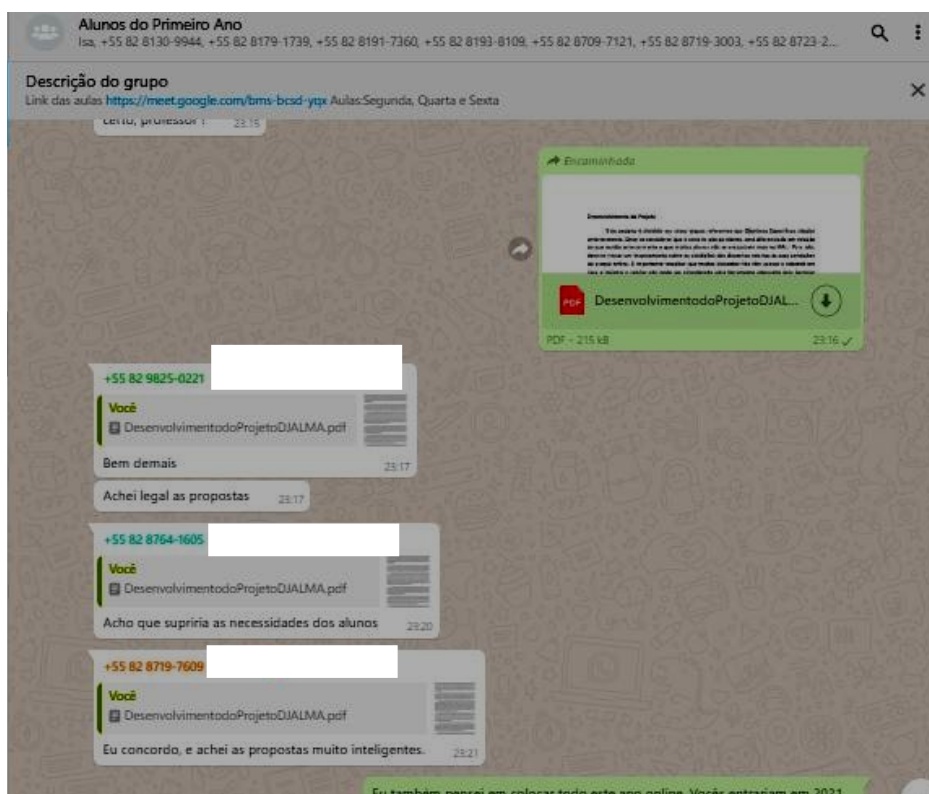 Alunos do Primeiro Ano
Isa, +55 82 8130-9944, +55 82 8179-1739, +55 82 8191-7360, +55 82 8193-8109, +55 82 8709-7121, +55 82 8719-3003, +55 82 8723-2...
Descrição do grupo
Link das aulas https://meet.google.com/bms-bcsd-yqx Aulas:Segunda, Quarta e Sexta
certo, professor !
23:15
Encaminhada
Desenvolvimento do Projeto
PDF DesenvolvimentodoProjetoDJAL...
PDF • 215 kB 23:16
+55 82 9825-0221
Você
DesenvolvimentodoProjetoDJALMA.pdf
Bem demais
23:17
Achei legal as propostas 23:17
+55 82 8764-1605
Você
DesenvolvimentodoProjetoDJALMA.pdf
Acho que supriria as necessidades dos alunos 23:20
+55 82 8719-7609
Você
DesenvolvimentodoProjetoDJALMA.pdf
Eu concordo, e achei as propostas muito inteligentes. 23:21
Eu também pensei em colocar todo este ano online. Vocês entrariam em 2021